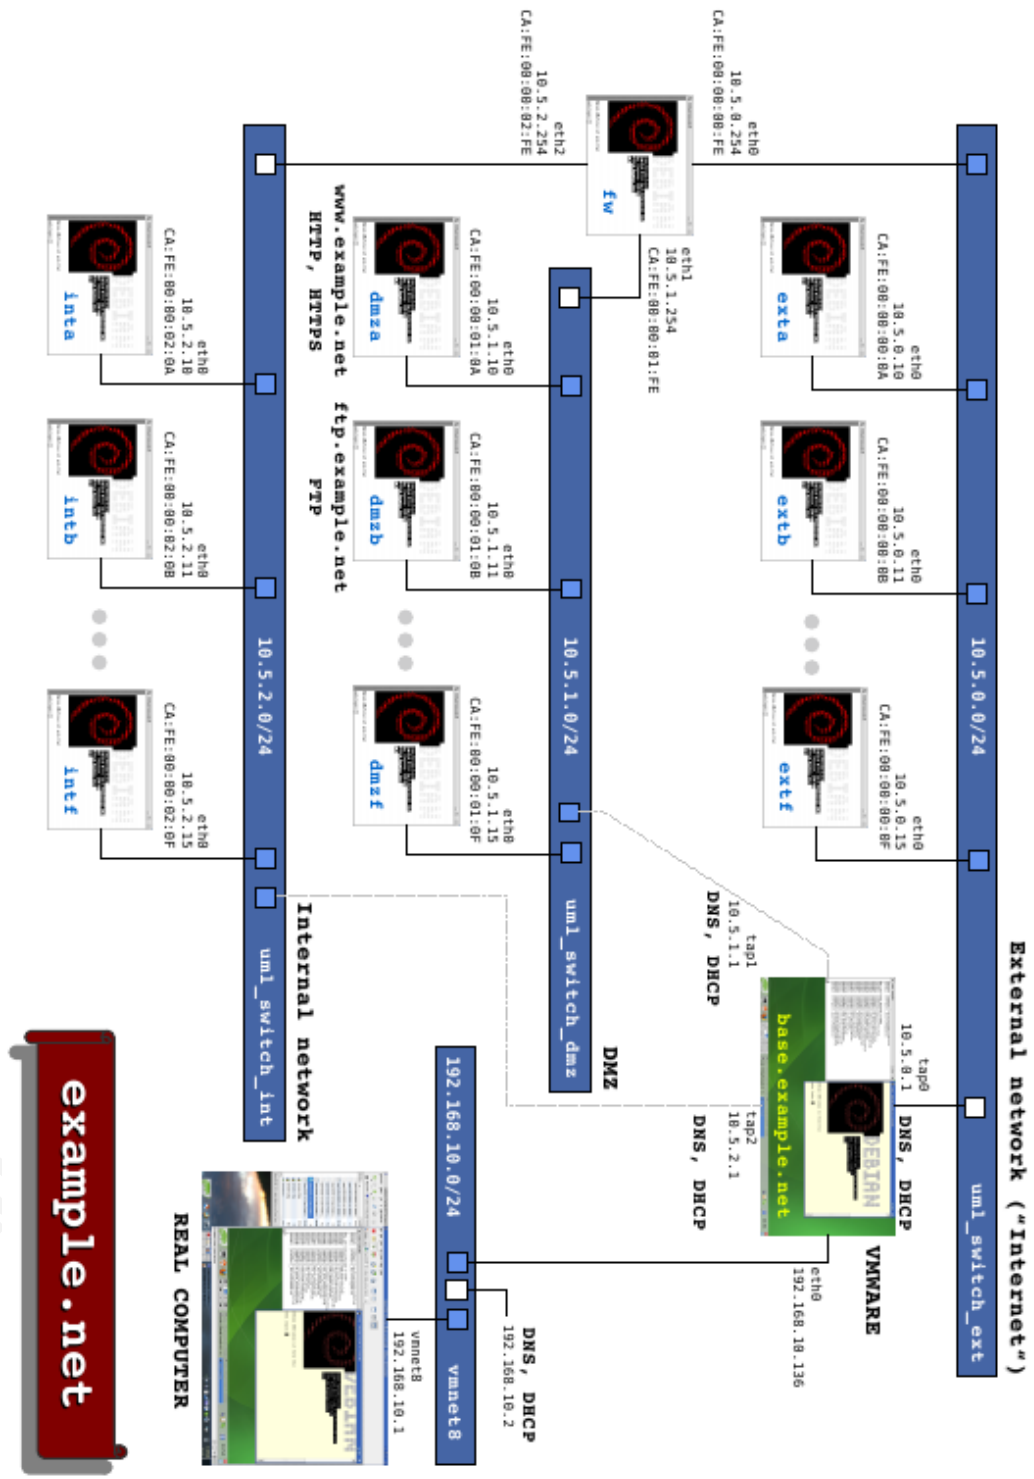 External network ("Internet")
uml_switch_ext
10.5.0.0/24
eth0
10.5.0.254
CA:FE:00:00:00:FE
fw
eth1
10.5.1.254
CA:FE:00:00:01:FE
eth2
10.5.2.254
CA:FE:00:00:02:FE
eth0
10.5.0.10
CA:FE:00:00:00:0A
exta
eth0
10.5.0.11
CA:FE:00:00:00:0B
extb
eth0
10.5.0.15
CA:FE:00:00:00:0F
extf
tap0
10.5.0.1
DNS, DHCP
DEBIAN
base.example.net
VMWARE
tap1
10.5.1.1
DNS, DHCP
tap2
10.5.2.1
DNS, DHCP
eth0
192.168.10.136
DMZ
10.5.1.0/24
uml_switch_dmz
eth0
10.5.1.10
CA:FE:00:00:01:0A
dmza
www.example.net
HTTP, HTTPS
eth0
10.5.1.11
CA:FE:00:00:01:0B
dmzb
ftp.example.net
FTP
eth0
10.5.1.15
CA:FE:00:00:01:0F
dmzf
192.168.10.0/24
vmnet8
DNS, DHCP
192.168.10.2
vmnet8
192.168.10.1
REAL COMPUTER
Internal network
10.5.2.0/24
uml_switch_int
eth0
10.5.2.10
CA:FE:00:00:02:0A
inta
eth0
10.5.2.11
CA:FE:00:00:02:0B
intb
eth0
10.5.2.15
CA:FE:00:00:02:0F
intf
example.net